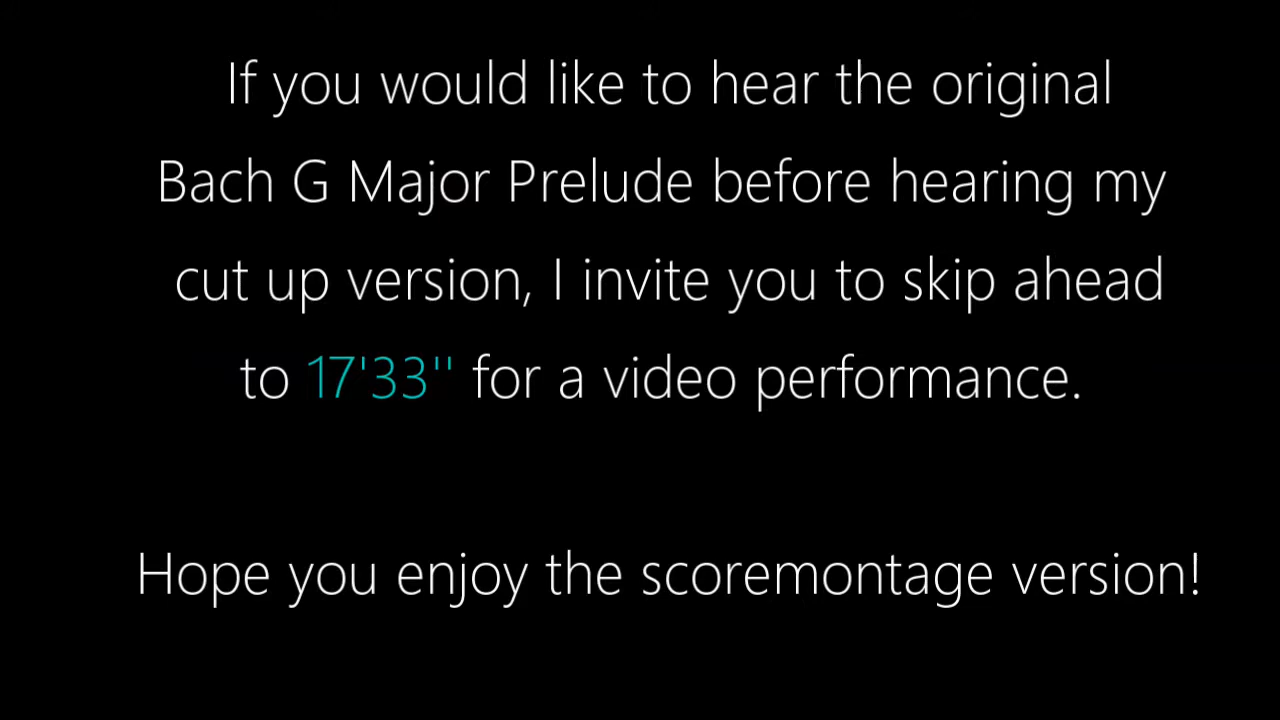 If you would like to hear the original
Bach G Major Prelude before hearing my
cut up version, I invite you to skip ahead
to 17'33'' for a video performance.
Hope you enjoy the scoremontage version!